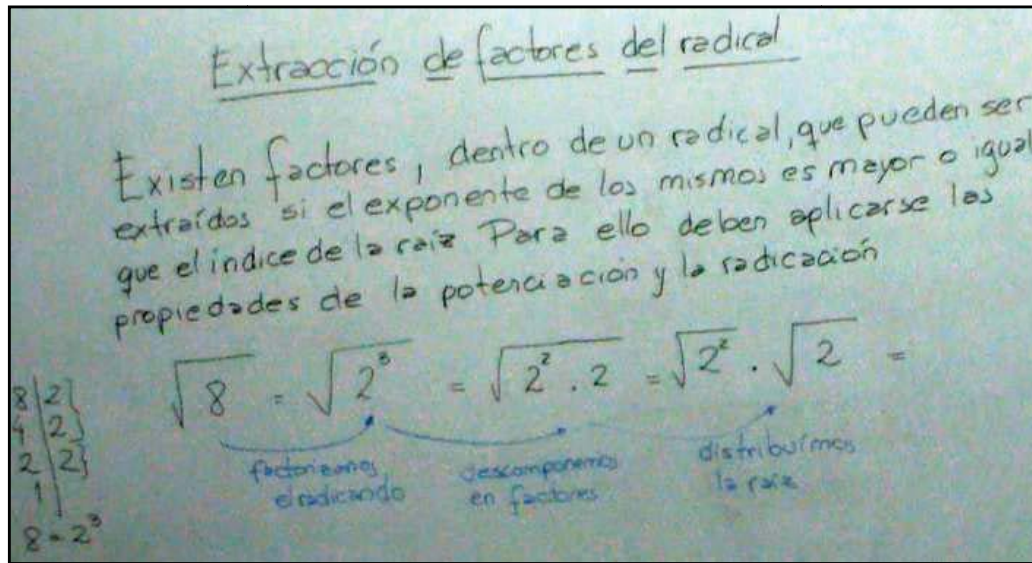 Extracción de factores del radical
Existen factores, dentro de un radical, que pueden ser
extraídos si el exponente de los mismos es mayor o igual
que el índice de la raíz Para ello deben aplicarse las
propiedades de la potenciación y la radicación
√8 = √2³ = √2² . 2 = √2² . √2 =
factorizamos el radicando
descomponemos en factores
distribuímos la raíz
8|2}
4|2}
2|2}
1|
8 = 2³